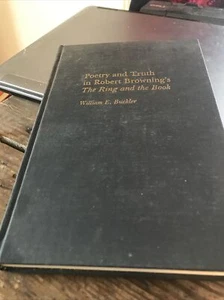 Poetry and Truth
in Robert Browning's
The Ring and the Book
William E. Buckler